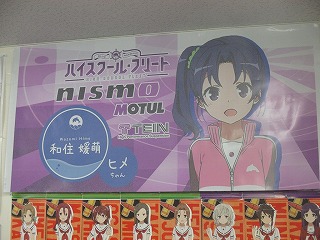 ハイスクール・フリート
nismo
MOTUL
TEIN
Wazumi Hime
和住 媛萌
ヒメ
ちゃん